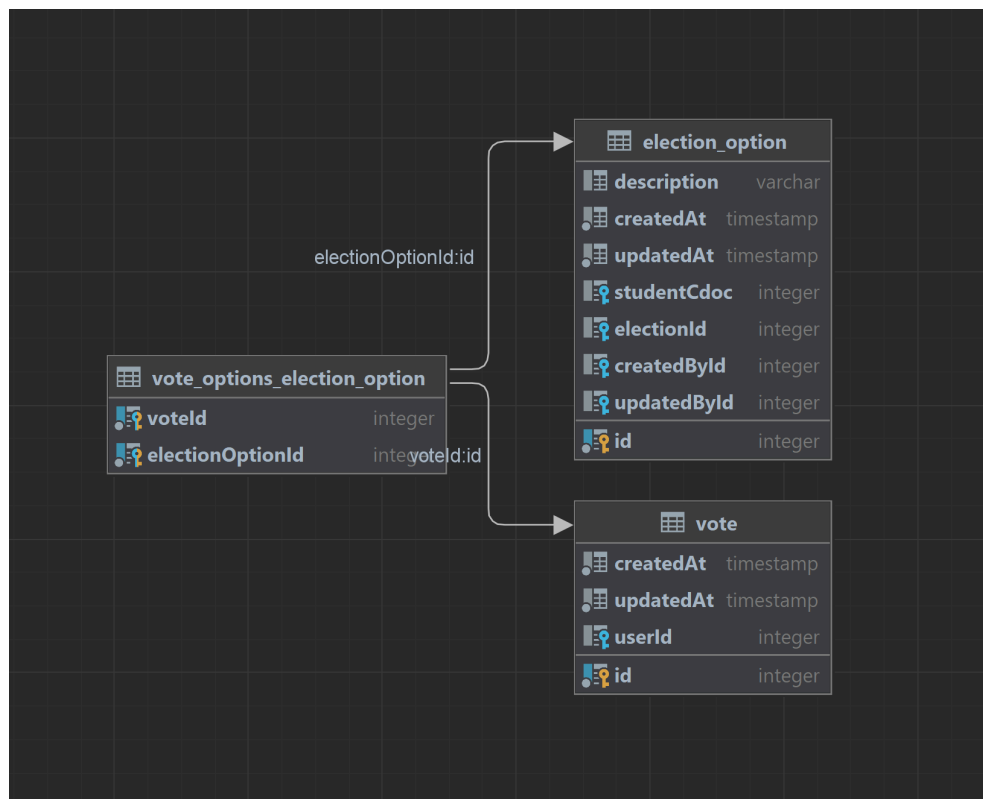 election_option
description varchar
createdAt timestamp
updatedAt timestamp
studentCdoc integer
electionId integer
createdById integer
updatedById integer
id integer
electionOptionId:id
vote_options_election_option
voteId integer
electionOptionId integer
voteId:id
vote
createdAt timestamp
updatedAt timestamp
userId integer
id integer